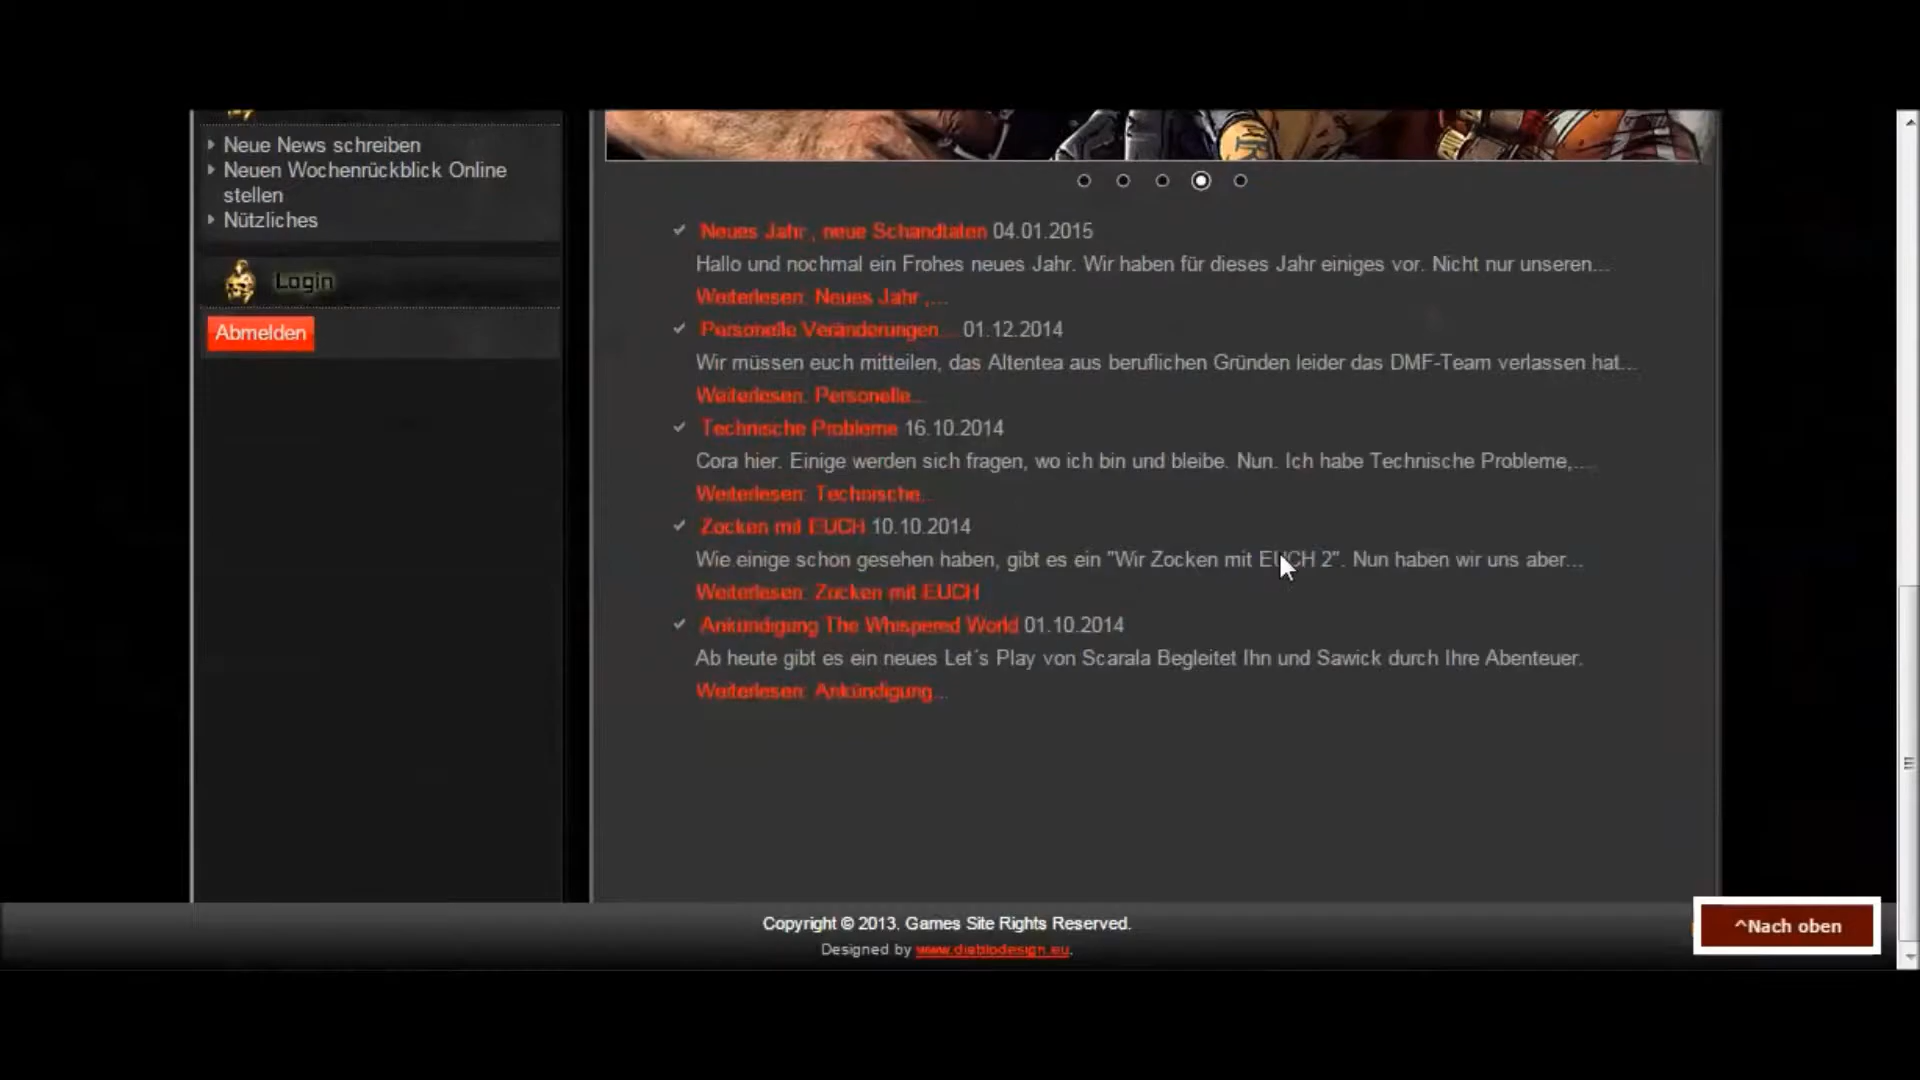 Neue News schreiben
Neuen Wochenrückblick Online
stellen
Nützliches
Login
Abmelden
Neues Jahr , neue Schandtaten 04.01.2015
Hallo und nochmal ein Frohes neues Jahr. Wir haben für dieses Jahr einiges vor. Nicht nur unseren...
Weiterlesen: Neues Jahr ,...
Personelle Veränderungen... 01.12.2014
Wir müssen euch mitteilen, das Altentea aus beruflichen Gründen leider das DMF-Team verlassen hat...
Weiterlesen: Personelle...
Technische Probleme 16.10.2014
Cora hier. Einige werden sich fragen, wo ich bin und bleibe. Nun. Ich habe Technische Probleme,...
Weiterlesen: Technische...
Zocken mit EUCH 10.10.2014
Wie einige schon gesehen haben, gibt es ein "Wir Zocken mit EUCH 2". Nun haben wir uns aber...
Weiterlesen: Zocken mit EUCH
Ankündigung The Whispered World 01.10.2014
Ab heute gibt es ein neues Let´s Play von Scarala Begleitet Ihn und Sawick durch Ihre Abenteuer.
Weiterlesen: Ankündigung...
Copyright © 2013. Games Site Rights Reserved.
Designed by www.diablodesign.eu.
^Nach oben